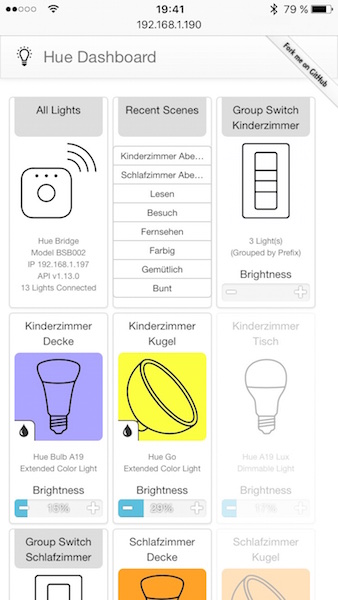 19:41
79 %
192.168.1.190
Hue Dashboard
Fork me on GitHub
All Lights
Hue Bridge
Model BSB002
IP 192.168.1.197
API v1.13.0
13 Lights Connected
Recent Scenes
Kinderzimmer Abe...
Schlafzimmer Abe...
Lesen
Besuch
Fernsehen
Farbig
Gemütlich
Bunt
Group Switch
Kinderzimmer
3 Light(s)
(Grouped by Prefix)
Brightness
Kinderzimmer
Decke
Hue Bulb A19
Extended Color Light
Brightness
15%
Kinderzimmer
Kugel
Hue Go
Extended Color Light
Brightness
29%
Kinderzimmer
Tisch
Hue A19 Lux
Dimmable Light
Brightness
17%
Group Switch
Schlafzimmer
Schlafzimmer
Decke
Schlafzimmer
Kugel